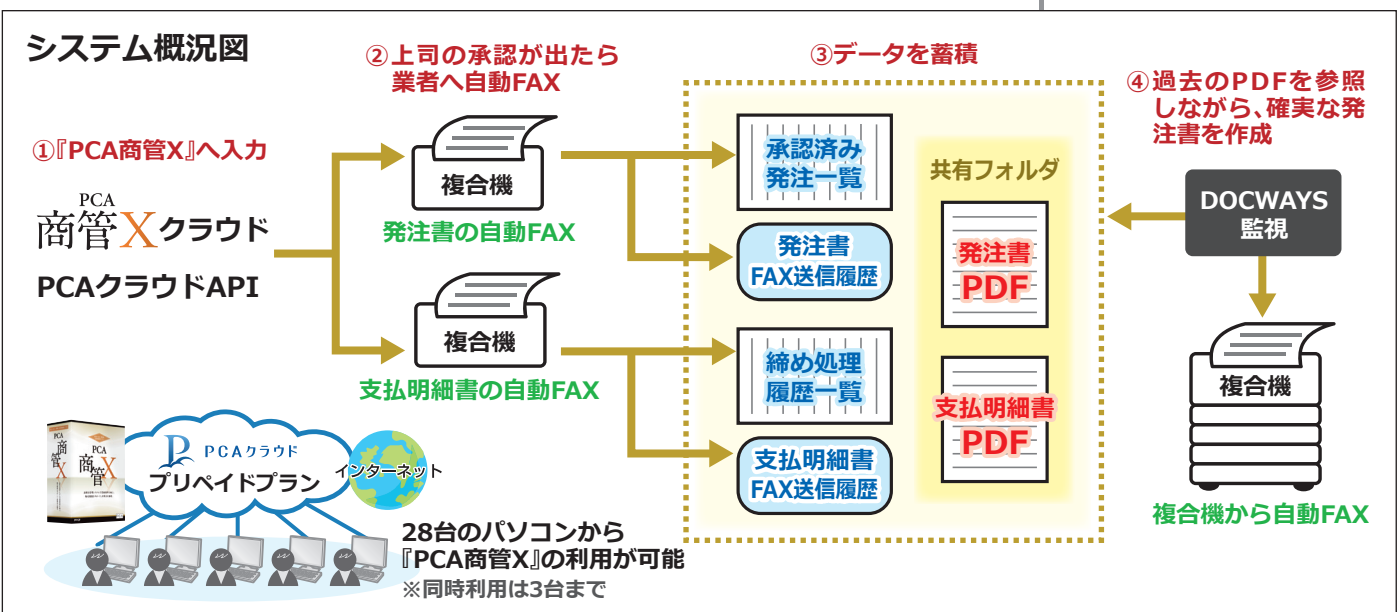 システム概況図
①『PCA商管X』へ入力
PCA
商管Xクラウド
PCAクラウドAPI
②上司の承認が出たら
業者へ自動FAX
複合機
発注書の自動FAX
複合機
支払明細書の自動FAX
③データを蓄積
承認済み
発注一覧
発注書
FAX送信履歴
締め処理
履歴一覧
支払明細書
FAX送信履歴
共有フォルダ
発注書
PDF
支払明細書
PDF
④過去のPDFを参照
しながら、確実な発
注書を作成
DOCWAYS
監視
複合機
複合機から自動FAX
PCA
商管X
PCA
商管X
PCAクラウド
プリペイドプラン
インターネット
28台のパソコンから
『PCA商管X』の利用が可能
※同時利用は3台まで